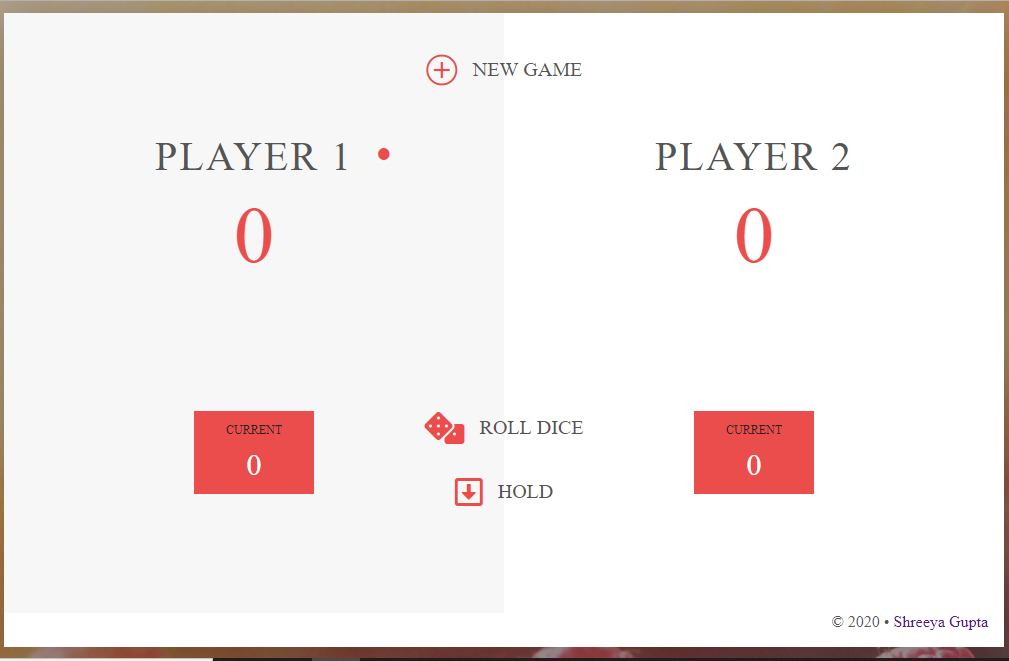 NEW GAME
PLAYER 1 •
PLAYER 2
0
0
CURRENT
0
ROLL DICE
HOLD
CURRENT
0
© 2020 • Shreeya Gupta